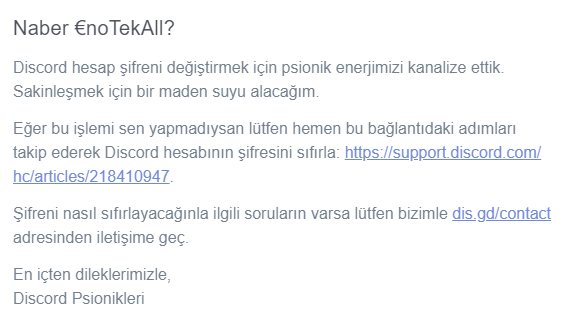 Naber €noTekAll?
Discord hesap şifreni değiştirmek için psionik enerjimizi kanalize ettik.
Sakinleşmek için bir maden suyu alacağım.
Eğer bu işlemi sen yapmadıysan lütfen hemen bu bağlantıdaki adımları
takip ederek Discord hesabının şifresini sıfırla: https://support.discord.com/
hc/articles/218410947.
Şifreni nasıl sıfırlayacağınla ilgili soruların varsa lütfen bizimle dis.gd/contact
adresinden iletişime geç.
En içten dileklerimizle,
Discord Psionikleri